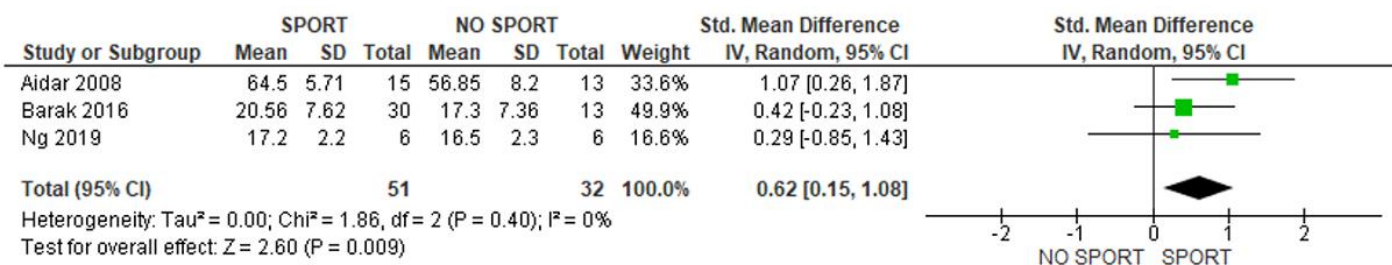 SPORT NO SPORT Std. Mean Difference Std. Mean Difference
Study or Subgroup Mean SD Total Mean SD Total Weight IV, Random, 95% CI IV, Random, 95% CI
Aidar 2008 64.5 5.71 15 56.85 8.2 13 33.6% 1.07 [0.26, 1.87]
Barak 2016 20.56 7.62 30 17.3 7.36 13 49.9% 0.42 [-0.23, 1.08]
Ng 2019 17.2 2.2 6 16.5 2.3 6 16.6% 0.29 [-0.85, 1.43]
Total (95% CI) 51 32 100.0% 0.62 [0.15, 1.08]
Heterogeneity: Tau² = 0.00; Chi² = 1.86, df = 2 (P = 0.40); I² = 0%
Test for overall effect: Z = 2.60 (P = 0.009)
-2 -1 0 1 2
NO SPORT SPORT